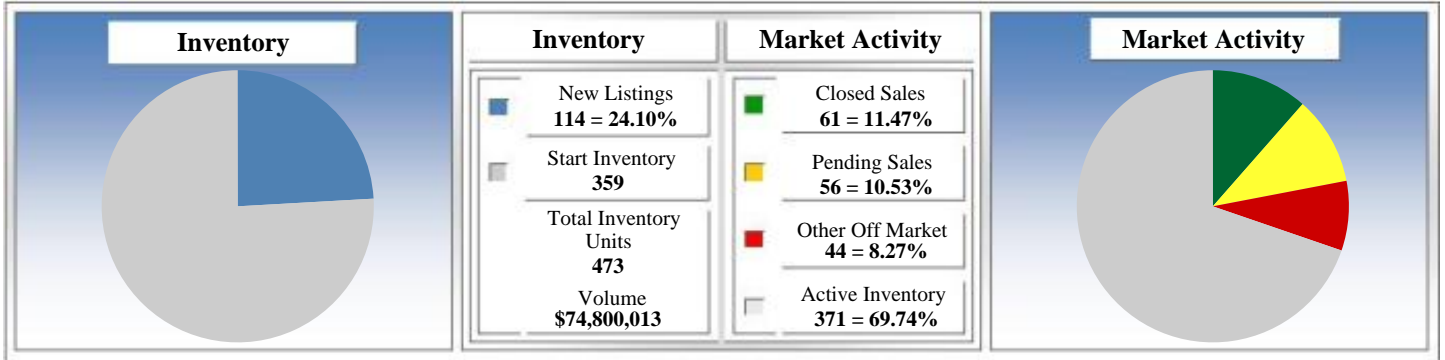 Inventory
Inventory
New Listings
114 = 24.10%
Start Inventory
359
Total Inventory
Units
473
Volume
$74,800,013
Market Activity
Closed Sales
61 = 11.47%
Pending Sales
56 = 10.53%
Other Off Market
44 = 8.27%
Active Inventory
371 = 69.74%
Market Activity